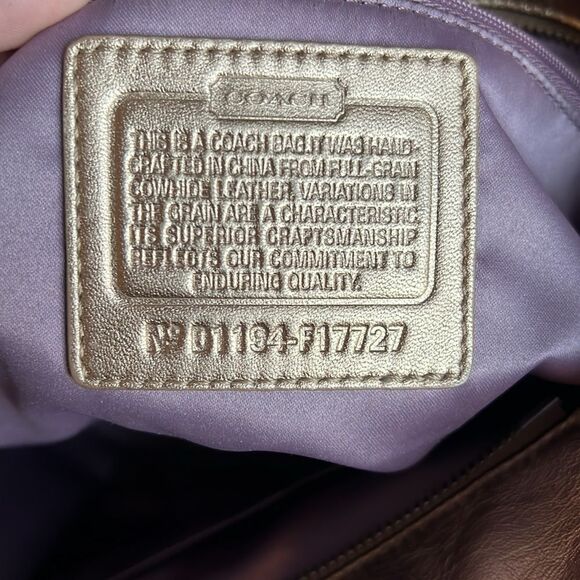 COACH
THIS IS A COACH BAG.IT WAS HAND-
CRAFTED IN CHINA FROM FULL-GRAIN
COWHIDE LEATHER. VARIATIONS IN
THE GRAIN ARE A CHARACTERISTIC
ITS SUPERIOR CRAFTSMANSHIP
REFLECTS OUR COMMITMENT TO
ENDURING QUALITY.
Nº D1194-F17727